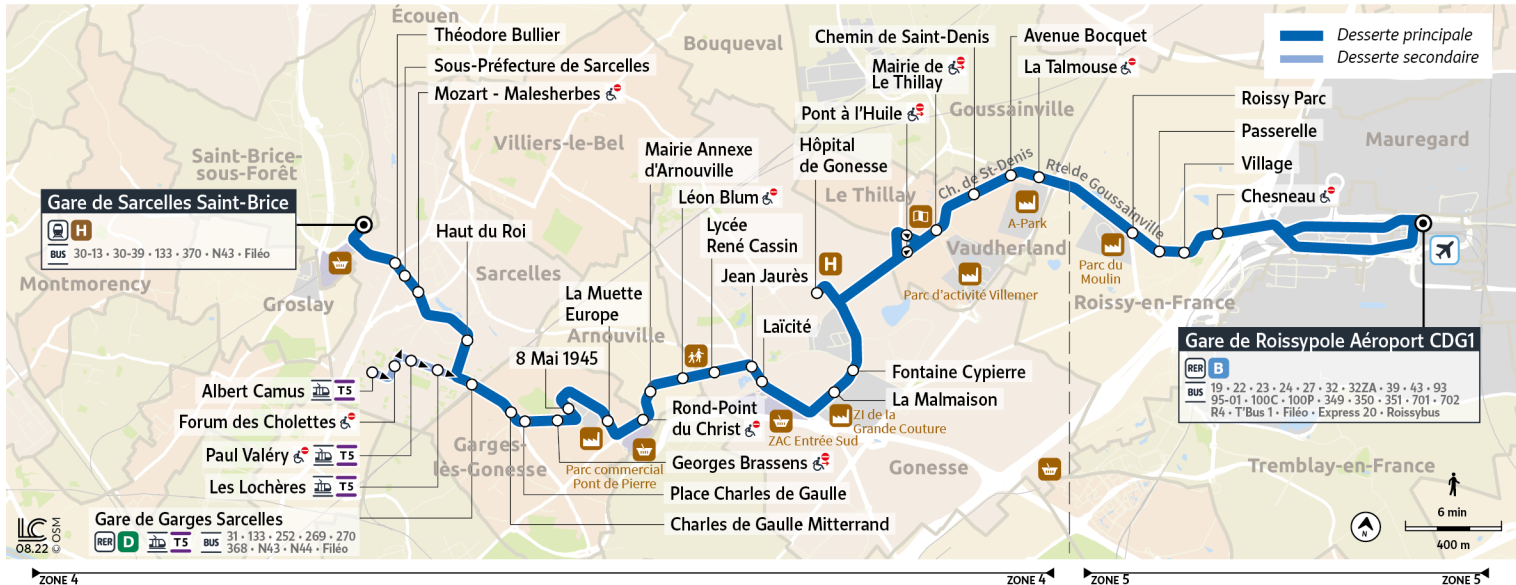 Écouen
Théodore Bullier
Sous-Préfecture de Sarcelles
Mozart - Malesherbes
Bouqueval
Villiers-le-Bel
Saint-Brice-
sous-Forêt
Gare de Sarcelles Saint-Brice
H
BUS 30-13 • 30-39 • 133 • 370 • N43 • Filéo
Montmorency
Groslay
Haut du Roi
Sarcelles
La Muette
Europe
Arnouville
8 Mai 1945
Mairie Annexe
d'Arnouville
Léon Blum
Lycée
René Cassin
Jean Jaurès
Laïcité
Chemin de Saint-Denis
Mairie de
Le Thillay
Pont à l'Huile
Hôpital
de Gonesse
H
Le Thillay
Goussainville
Avenue Bocquet
La Talmouse
Ch. de St-Denis
Rte de Goussainville
A-Park
Vaudherland
Parc d'activité Villemer
Parc du
Moulin
Roissy-en-France
Desserte principale
Desserte secondaire
Roissy Parc
Passerelle
Village
Chesneau
Mauregard
Gare de Roissypole Aéroport CDG1
RER B
BUS 19 • 22 • 23 • 24 • 27 • 32 • 32ZA • 39 • 43 • 93
95-01 • 100C • 100P • 349 • 350 • 351 • 701 • 702
R4 • T'Bus 1 • Filéo • Express 20 • Roissybus
Albert Camus T5
Forum des Cholettes
Paul Valéry T5
Les Lochères T5
Gare de Garges Sarcelles
RER D T5 BUS 31 • 133 • 252 • 269 • 270
368 • N43 • N44 • Filéo
Garges-
lès-Gonesse
Parc commercial
Pont de Pierre
Rond-Point
du Christ
Georges Brassens
Place Charles de Gaulle
Charles de Gaulle Mitterrand
ZAC Entrée Sud
ZI de la
Grande Couture
Fontaine Cypierre
La Malmaison
Gonesse
Tremblay-en-France
N
6 min
400 m
LC
08.22
© OSM
ZONE 4
ZONE 4
ZONE 5
ZONE 5